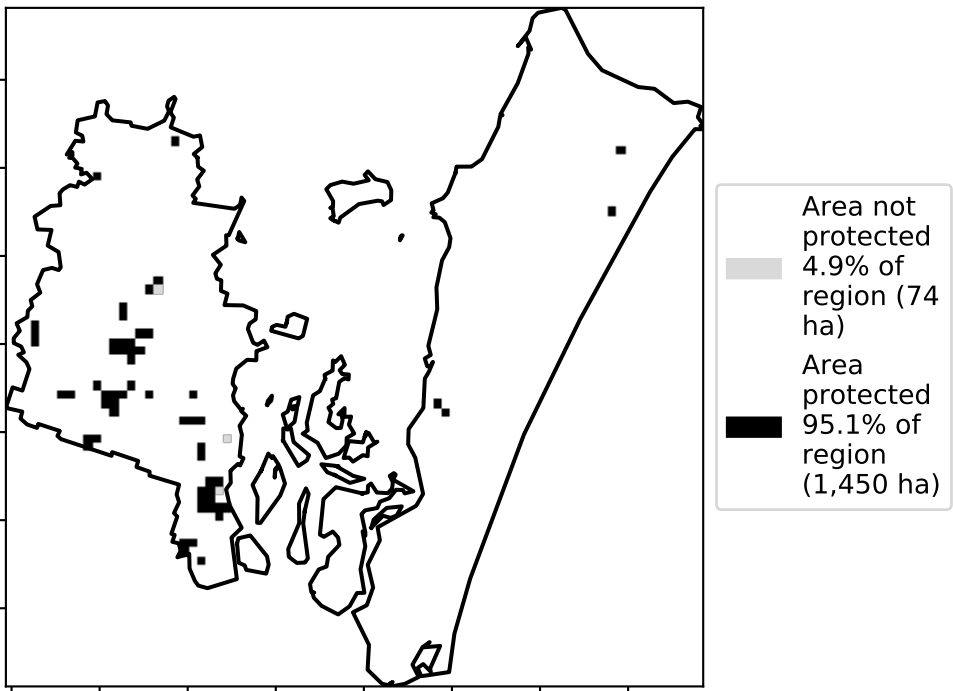 Area not
protected
4.9% of
region (74
ha)
Area
protected
95.1% of
region
(1,450 ha)